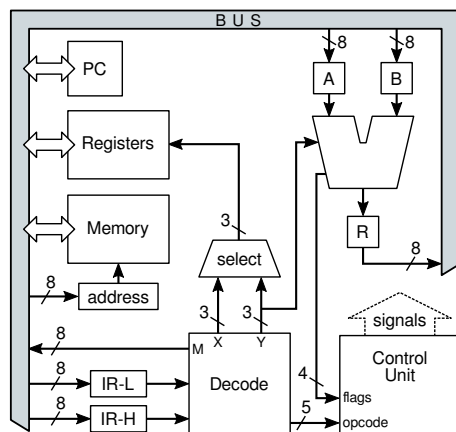 BUS
8
8
PC
A
B
Registers
3
Memory
R
select
8
8
address
3
3
signals
8
M
X
Y
Control
Unit
8
IR-L
Decode
4
flags
8
IR-H
5
opcode